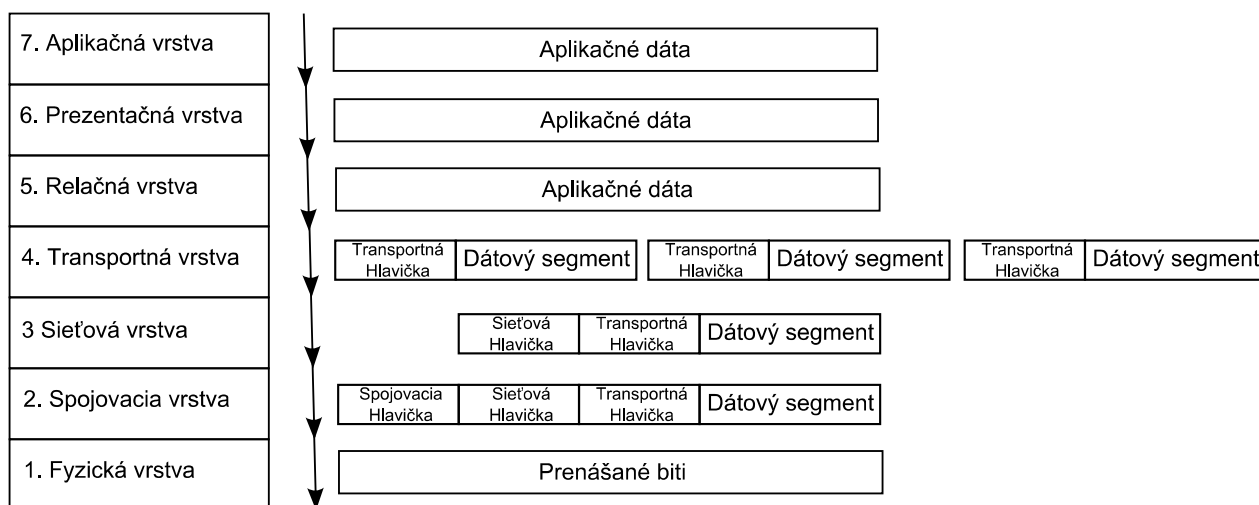 7. Aplikačná vrstva
Aplikačné dáta
6. Prezentačná vrstva
Aplikačné dáta
5. Relačná vrstva
Aplikačné dáta
4. Transportná vrstva
Transportná Hlavička
Dátový segment
Transportná Hlavička
Dátový segment
Transportná Hlavička
Dátový segment
3 Sieťová vrstva
Sieťová Hlavička
Transportná Hlavička
Dátový segment
2. Spojovacia vrstva
Spojovacia Hlavička
Sieťová Hlavička
Transportná Hlavička
Dátový segment
1. Fyzická vrstva
Prenášané biti